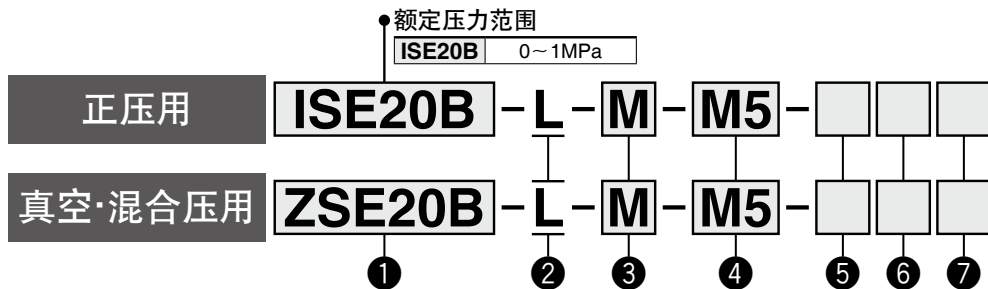 额定压力范围
ISE20B 0~1MPa
正压用 ISE20B - L - M - M5 -
真空·混合压用 ZSE20B - L - M - M5 -
❶ ❷ ❸ ❹ ❺ ❻ ❼